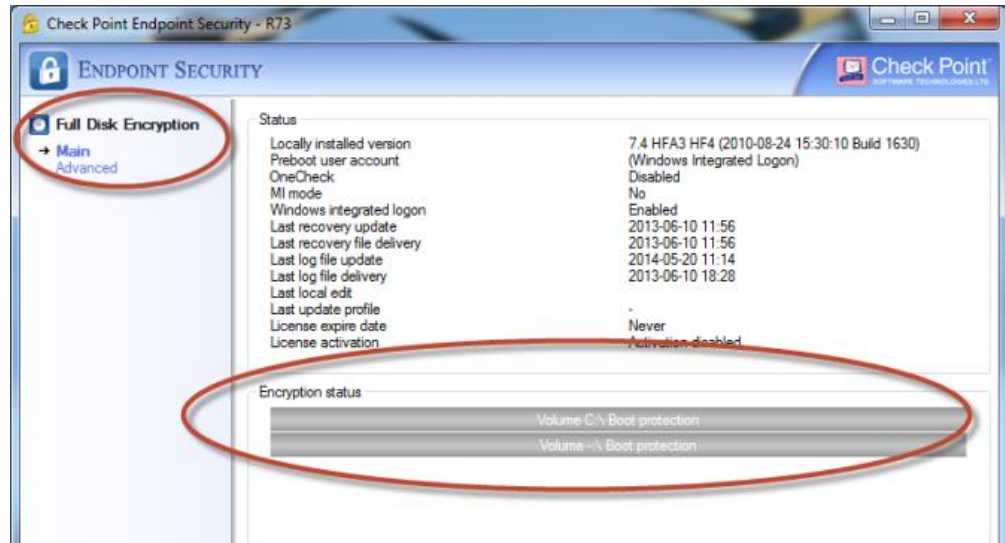 Check Point Endpoint Security - R73
ENDPOINT SECURITY
Check Point
SOFTWARE TECHNOLOGIES LTD.
Full Disk Encryption
Main
Advanced
Status
Locally installed version 7.4 HFA3 HF4 (2010-08-24 15:30:10 Build 1630)
Preboot user account (Windows Integrated Logon)
OneCheck Disabled
MI mode No
Windows integrated logon Enabled
Last recovery update 2013-06-10 11:56
Last recovery file delivery 2013-06-10 11:56
Last log file update 2014-05-20 11:14
Last log file delivery 2013-06-10 18:28
Last local edit
Last update profile -
License expire date Never
License activation Activation disabled
Encryption status
Volume C:\ Boot protection
Volume -:\ Boot protection